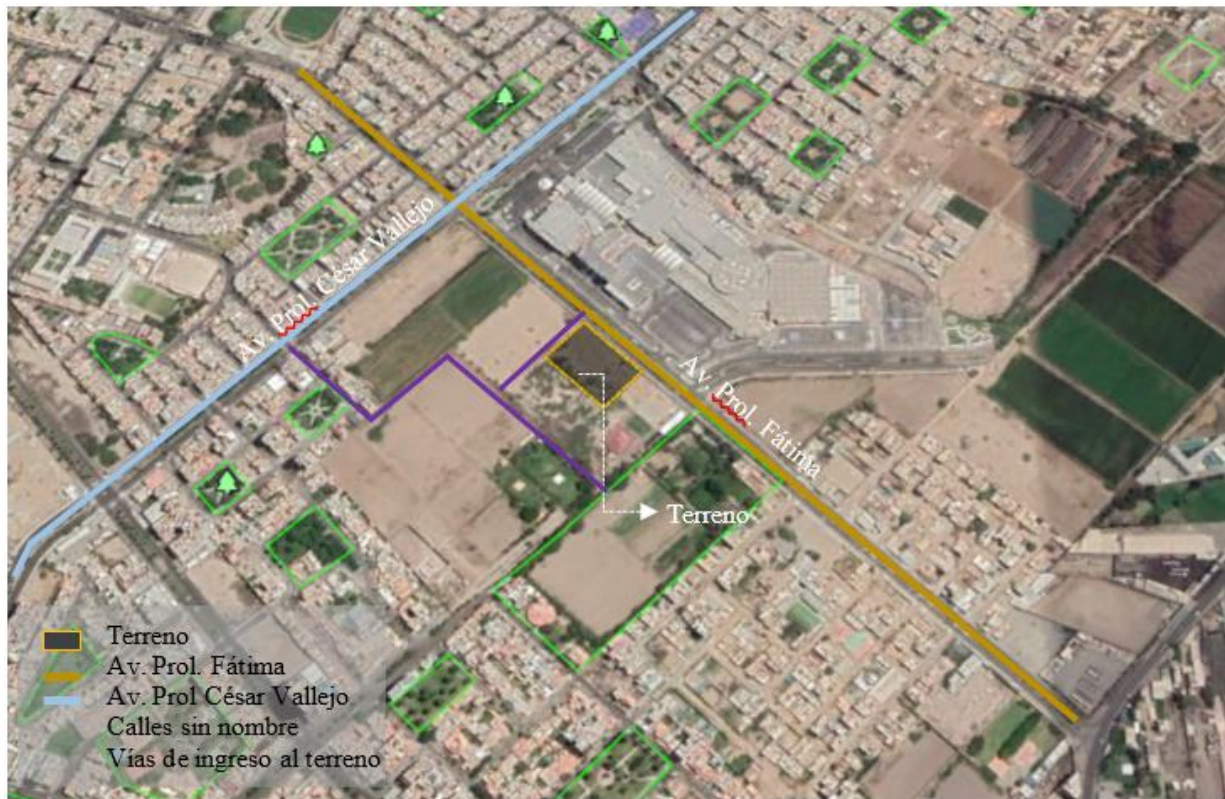 Av. Prol. César Vallejo
Av. Prol. Fátima
Terreno
Terreno
Av. Prol. Fátima
Av. Prol César Vallejo
Calles sin nombre
Vías de ingreso al terreno